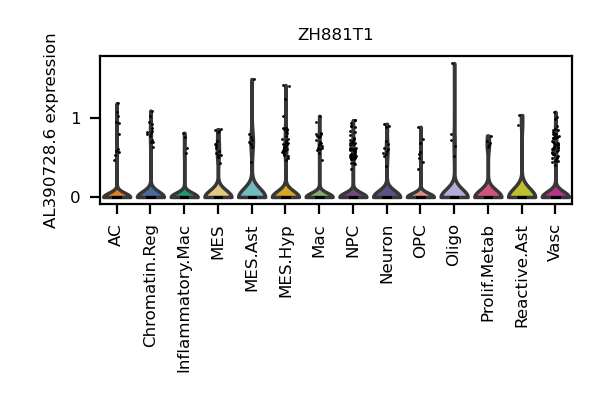 ZH881T1
AL390728.6 expression
1
0
AC
Chromatin.Reg
Inflammatory.Mac
MES
MES.Ast
MES.Hyp
Mac
NPC
Neuron
OPC
Oligo
Prolif.Metab
Reactive.Ast
Vasc